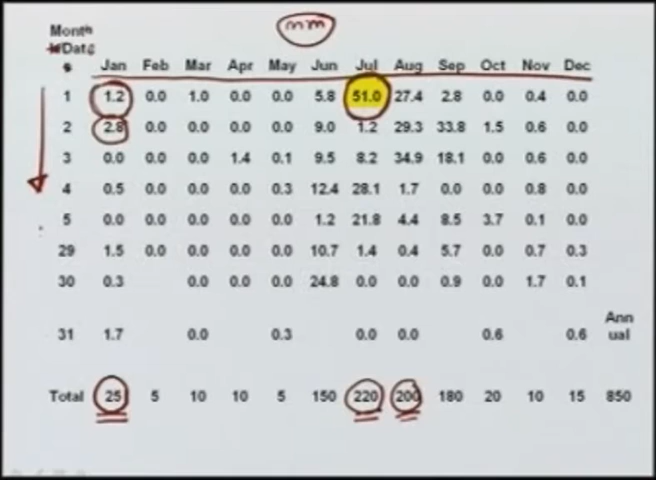 mm
Month
/Date
s Jan Feb Mar Apr May Jun Jul Aug Sep Oct Nov Dec
1 1.2 0.0 1.0 0.0 0.0 5.8 51.0 27.4 2.8 0.0 0.4 0.0
2 2.8 0.0 0.0 0.0 0.0 9.0 1.2 29.3 33.8 1.5 0.6 0.0
3 0.0 0.0 0.0 1.4 0.1 9.5 8.2 34.9 18.1 0.0 0.6 0.0
4 0.5 0.0 0.0 0.0 0.3 12.4 28.1 1.7 0.0 0.0 0.8 0.0
5 0.0 0.0 0.0 0.0 0.0 1.2 21.8 4.4 8.5 3.7 0.1 0.0
29 1.5 0.0 0.0 0.0 0.0 10.7 1.4 0.4 5.7 0.0 0.7 0.3
30 0.3 0.0 0.0 0.0 24.8 0.0 0.0 0.9 0.0 1.7 0.1
Ann
31 1.7 0.0 0.3 0.0 0.0 0.6 0.6 ual
Total 25 5 10 10 5 150 220 200 180 20 10 15 850